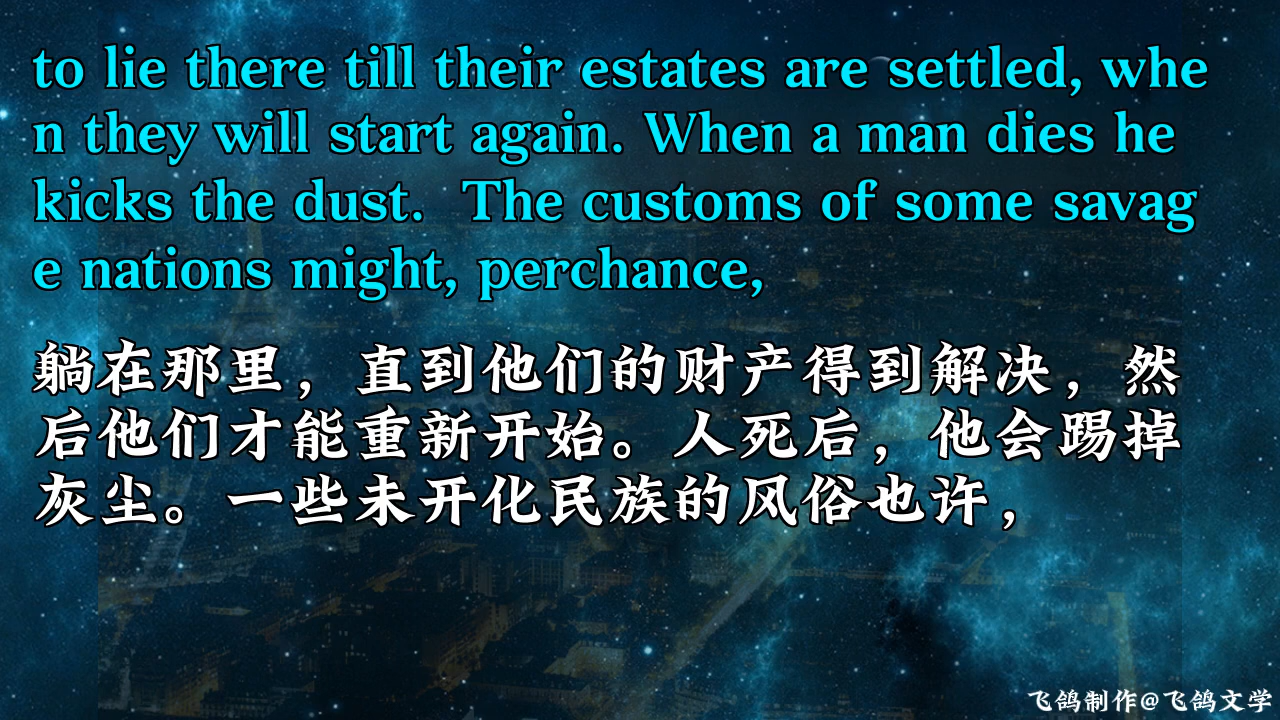 to lie there till their estates are settled, whe
n they will start again. When a man dies he
kicks the dust.  The customs of some savag
e nations might, perchance,
躺在那里，直到他们的财产得到解决，然
后他们才能重新开始。人死后，他会踢掉
灰尘。一些未开化民族的风俗也许，
飞鸽制作@飞鸽文学